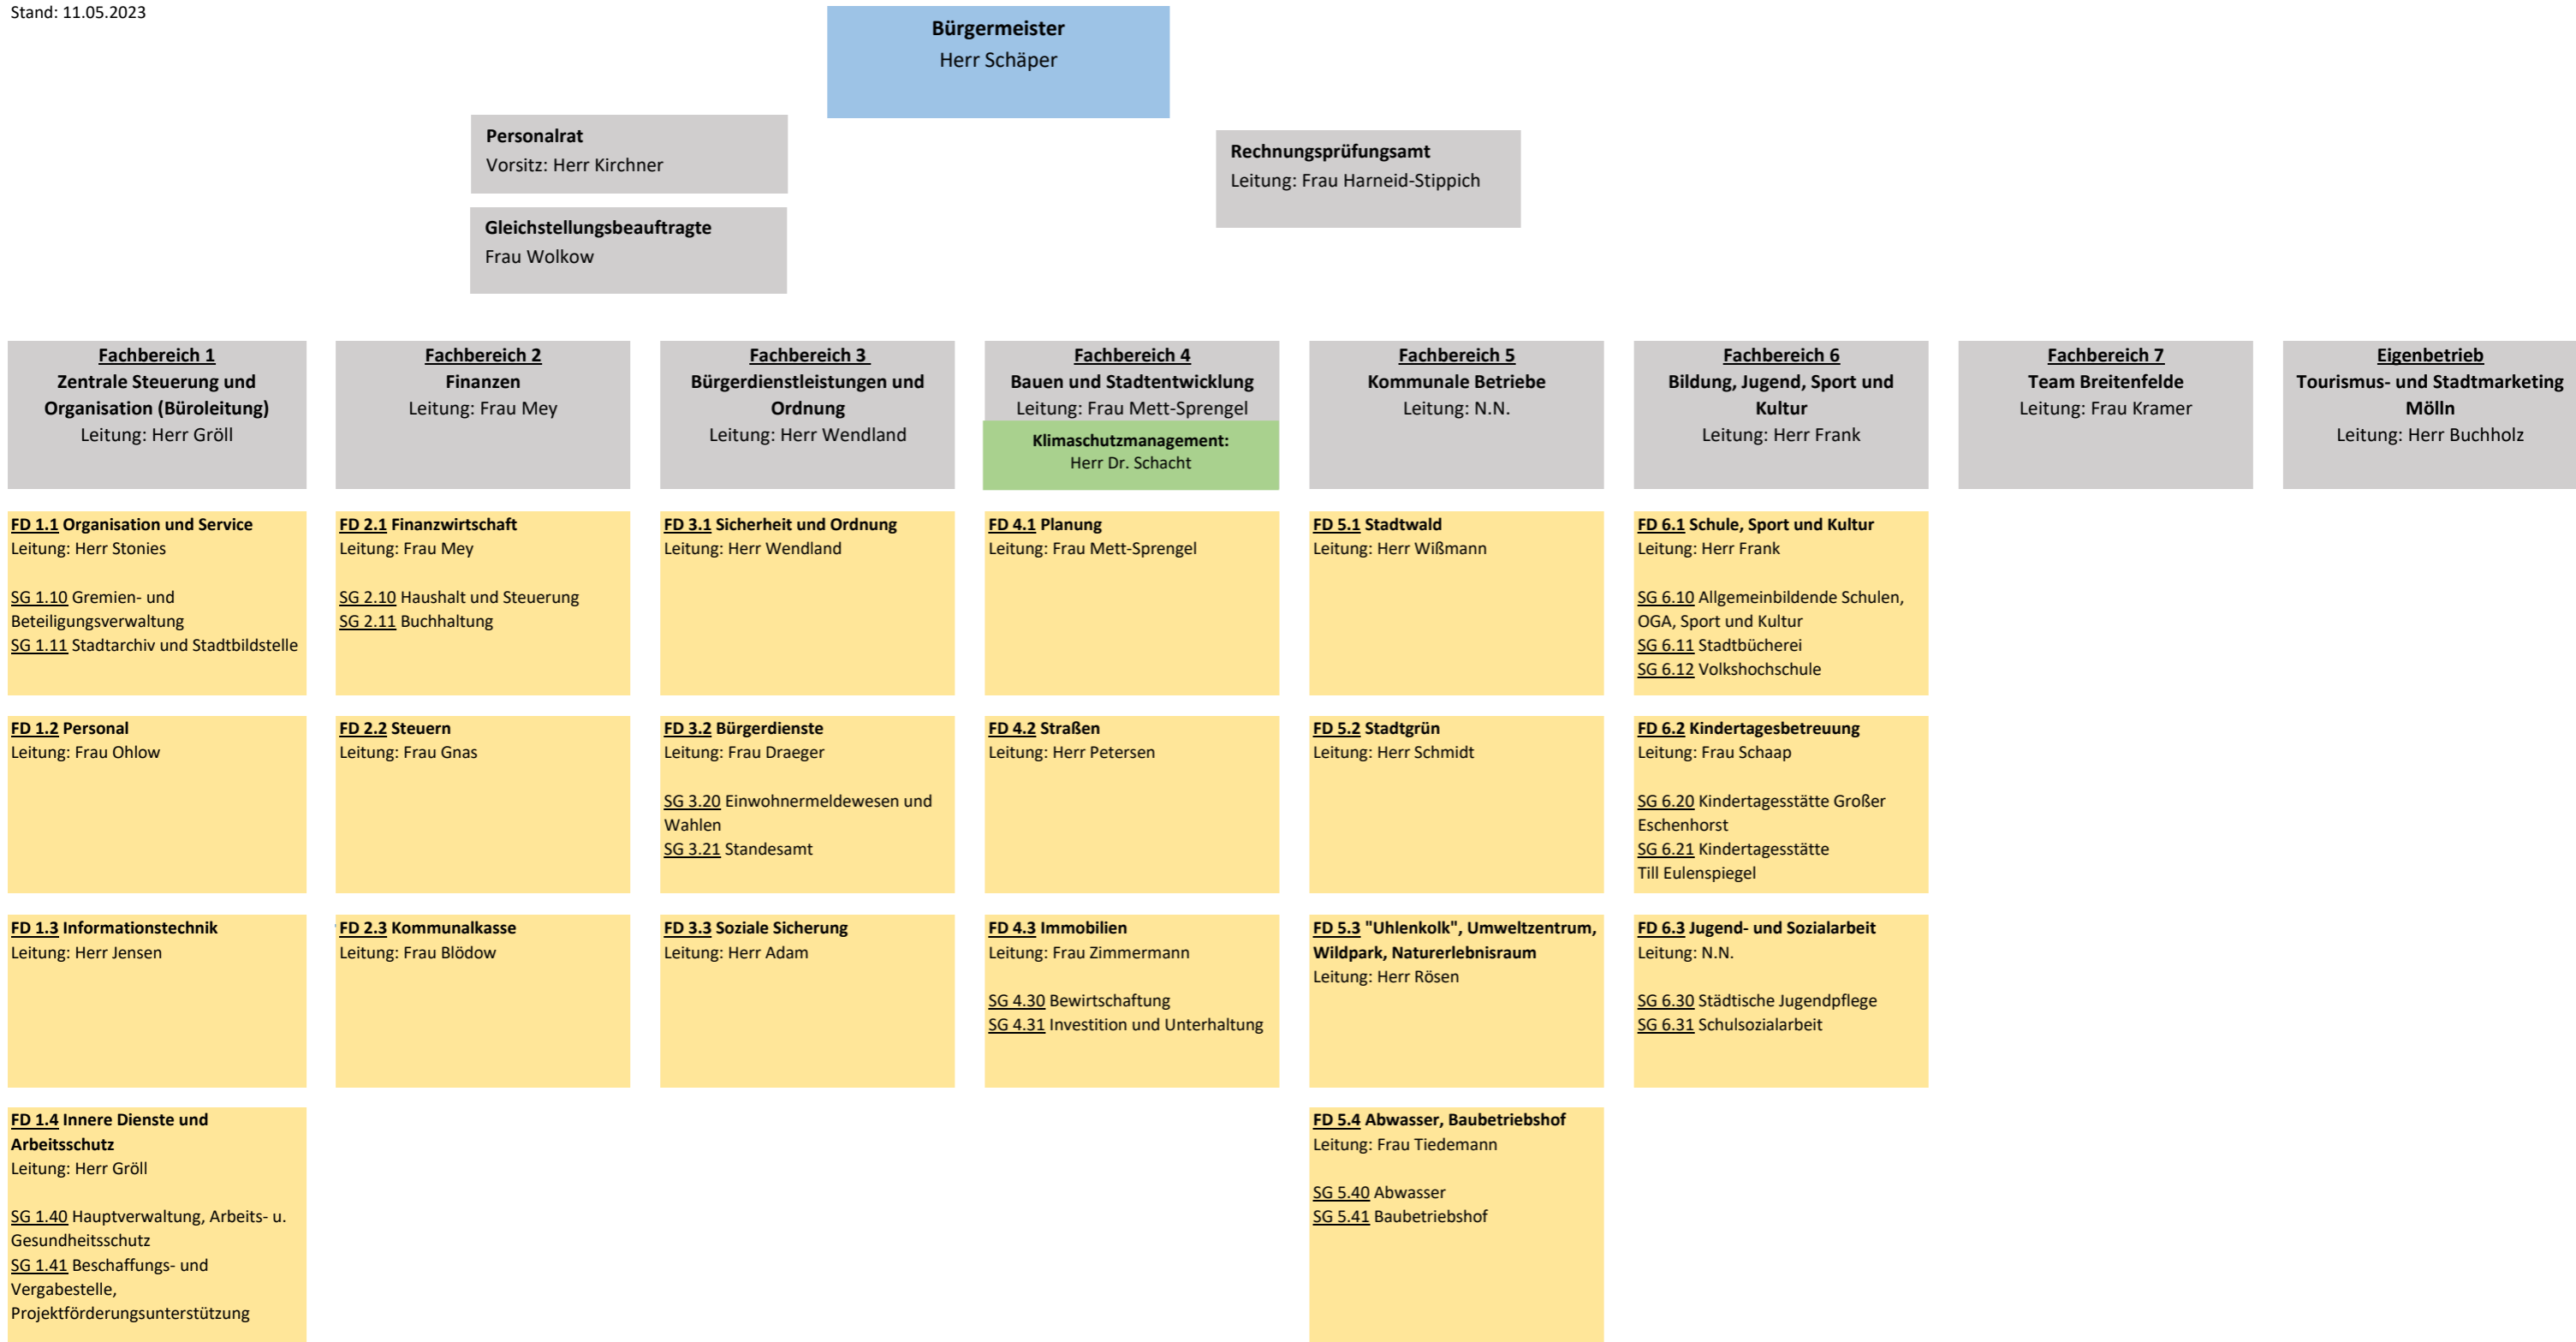 Stand: 11.05.2023
Bürgermeister
Herr Schäper
Personalrat
Vorsitz: Herr Kirchner
Rechnungsprüfungsamt
Leitung: Frau Harneid-Stippich
Gleichstellungsbeauftragte
Frau Wolkow
Fachbereich 1
Zentrale Steuerung und
Organisation (Büroleitung)
Leitung: Herr Gröll
Fachbereich 2
Finanzen
Leitung: Frau Mey
Fachbereich 3
Bürgerdienstleistungen und
Ordnung
Leitung: Herr Wendland
Fachbereich 4
Bauen und Stadtentwicklung
Leitung: Frau Mett-Sprengel
Klimaschutzmanagement:
Herr Dr. Schacht
Fachbereich 5
Kommunale Betriebe
Leitung: N.N.
Fachbereich 6
Bildung, Jugend, Sport und
Kultur
Leitung: Herr Frank
Fachbereich 7
Team Breitenfelde
Leitung: Frau Kramer
Eigenbetrieb
Tourismus- und Stadtmarketing
Mölln
Leitung: Herr Buchholz
FD 1.1 Organisation und Service
Leitung: Herr Stonies
SG 1.10 Gremien- und
Beteiligungsverwaltung
SG 1.11 Stadtarchiv und Stadtbildstelle
FD 2.1 Finanzwirtschaft
Leitung: Frau Mey
SG 2.10 Haushalt und Steuerung
SG 2.11 Buchhaltung
FD 3.1 Sicherheit und Ordnung
Leitung: Herr Wendland
FD 4.1 Planung
Leitung: Frau Mett-Sprengel
FD 5.1 Stadtwald
Leitung: Herr Wißmann
FD 6.1 Schule, Sport und Kultur
Leitung: Herr Frank
SG 6.10 Allgemeinbildende Schulen,
OGA, Sport und Kultur
SG 6.11 Stadtbücherei
SG 6.12 Volkshochschule
FD 1.2 Personal
Leitung: Frau Ohlow
FD 2.2 Steuern
Leitung: Frau Gnas
FD 3.2 Bürgerdienste
Leitung: Frau Draeger
SG 3.20 Einwohnermeldewesen und
Wahlen
SG 3.21 Standesamt
FD 4.2 Straßen
Leitung: Herr Petersen
FD 5.2 Stadtgrün
Leitung: Herr Schmidt
FD 6.2 Kindertagesbetreuung
Leitung: Frau Schaap
SG 6.20 Kindertagesstätte Großer
Eschenhorst
SG 6.21 Kindertagesstätte
Till Eulenspiegel
FD 1.3 Informationstechnik
Leitung: Herr Jensen
FD 2.3 Kommunalkasse
Leitung: Frau Blödow
FD 3.3 Soziale Sicherung
Leitung: Herr Adam
FD 4.3 Immobilien
Leitung: Frau Zimmermann
SG 4.30 Bewirtschaftung
SG 4.31 Investition und Unterhaltung
FD 5.3 "Uhlenkolk", Umweltzentrum,
Wildpark, Naturerlebnisraum
Leitung: Herr Rösen
FD 6.3 Jugend- und Sozialarbeit
Leitung: N.N.
SG 6.30 Städtische Jugendpflege
SG 6.31 Schulsozialarbeit
FD 1.4 Innere Dienste und
Arbeitsschutz
Leitung: Herr Gröll
SG 1.40 Hauptverwaltung, Arbeits- u.
Gesundheitsschutz
SG 1.41 Beschaffungs- und
Vergabestelle,
Projektförderungsunterstützung
FD 5.4 Abwasser, Baubetriebshof
Leitung: Frau Tiedemann
SG 5.40 Abwasser
SG 5.41 Baubetriebshof